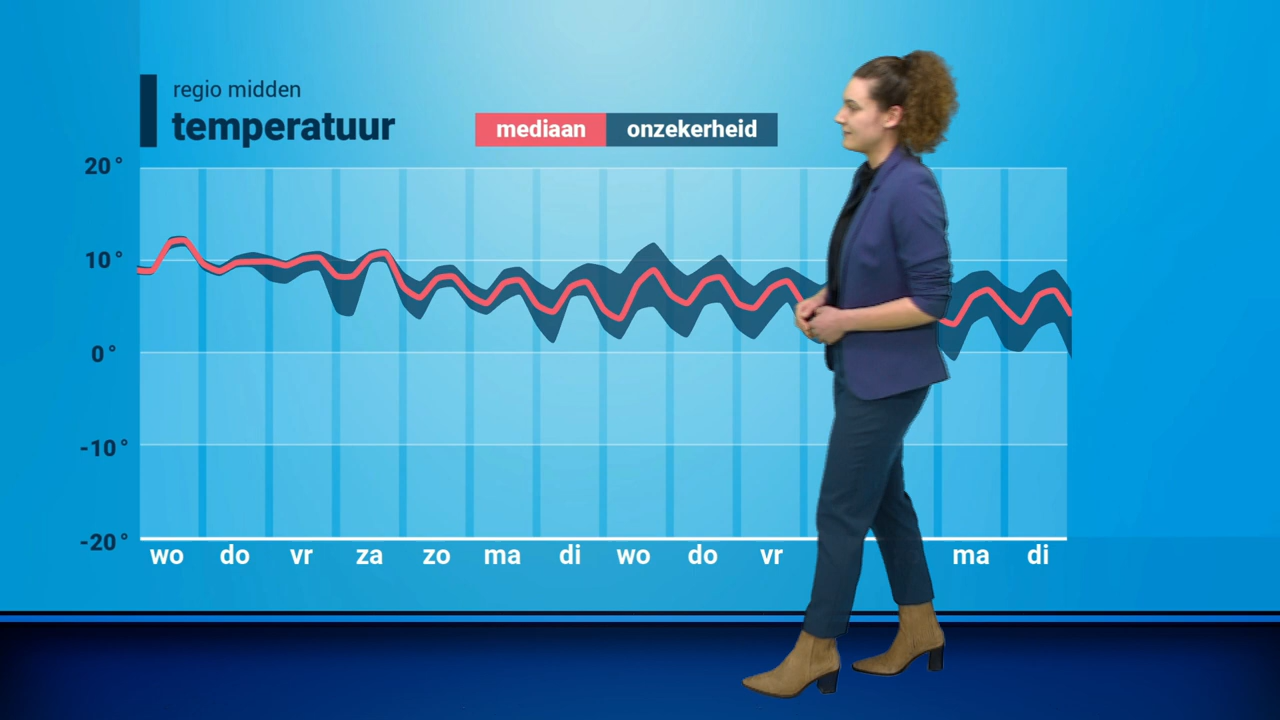 regio midden
temperatuur
mediaan onzekerheid
20°
10°
0°
-10°
-20°
wo do vr za zo ma di wo do vr ma di